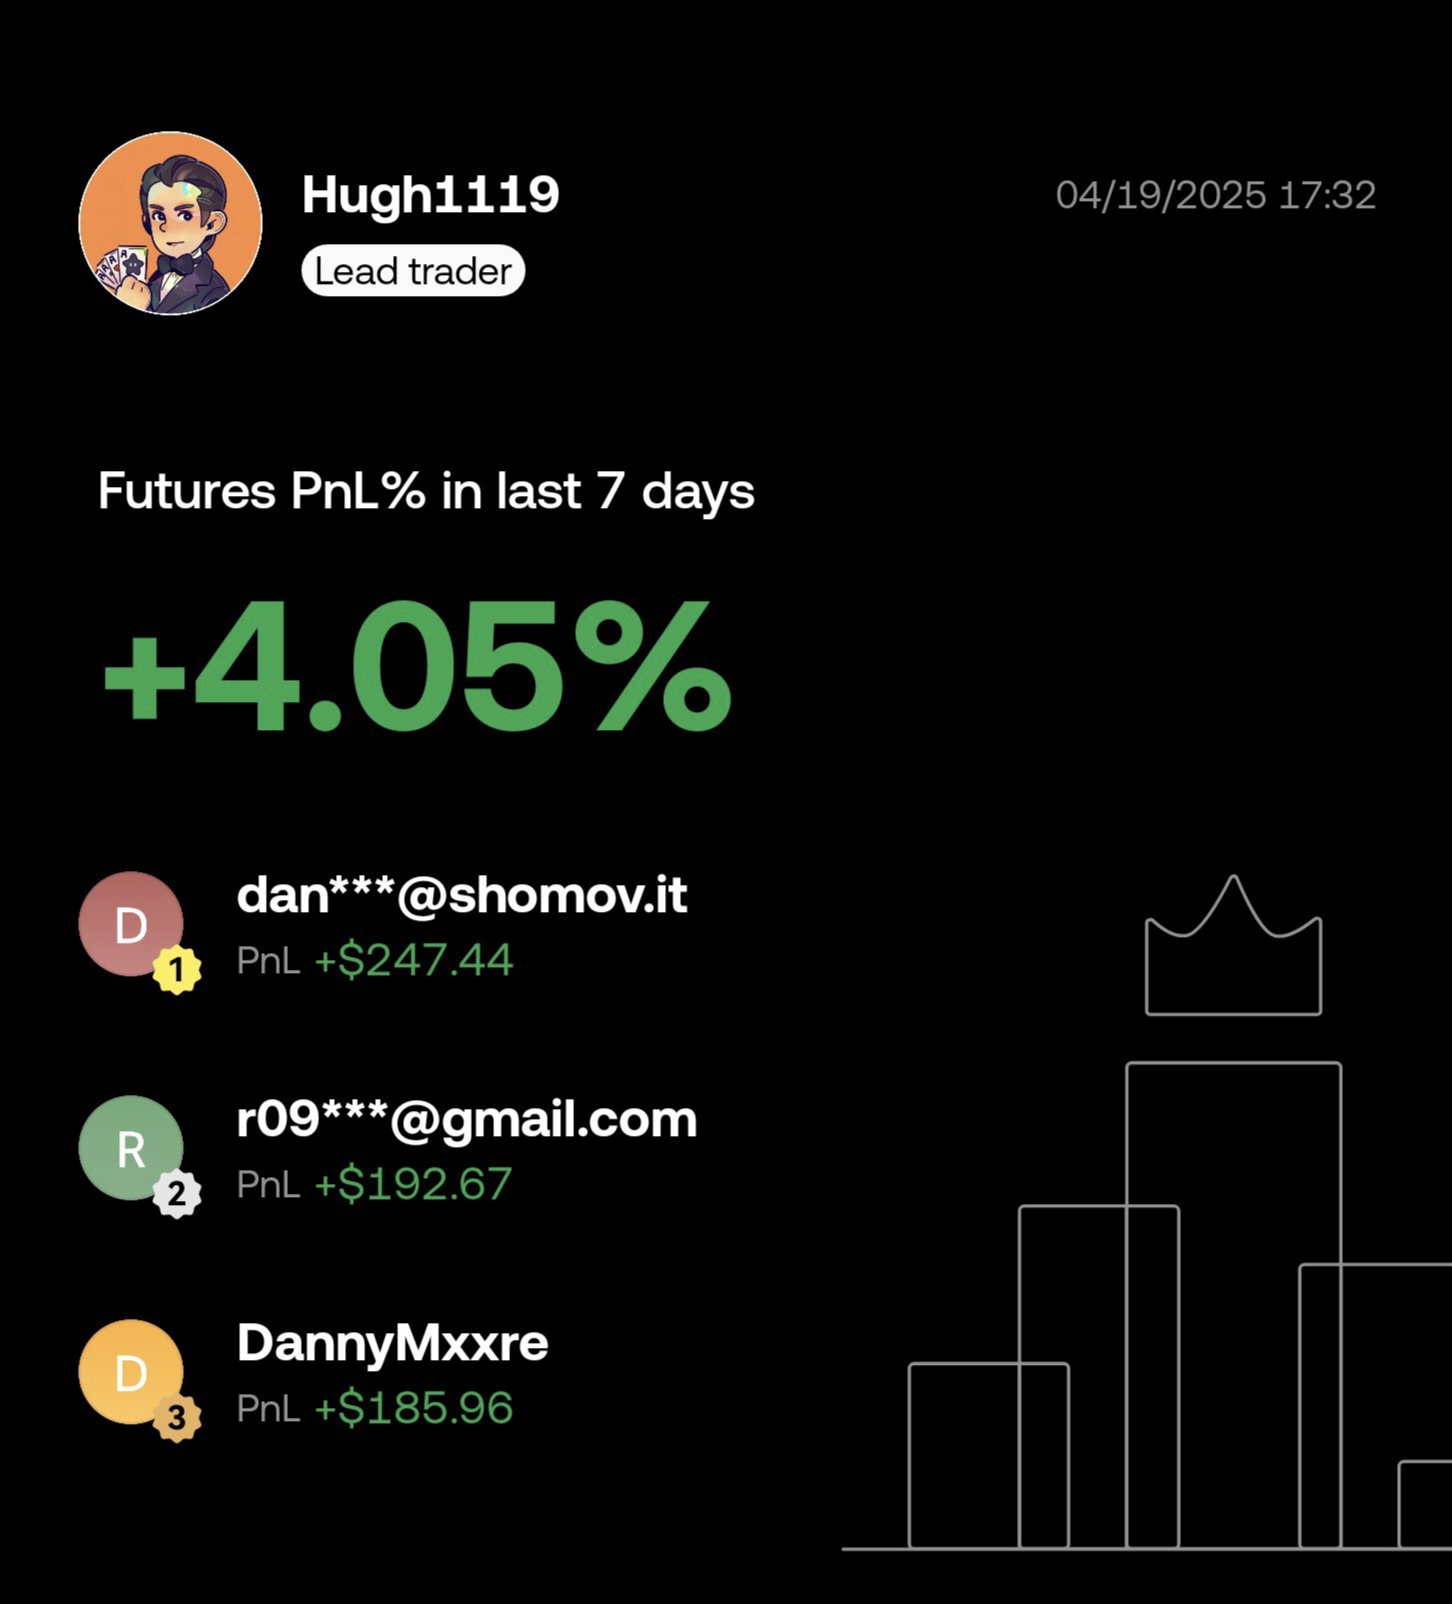 Hugh1119
04/19/2025 17:32
Lead trader
Futures PnL% in last 7 days
+4.05%
D
1
dan***@shomov.it
PnL +$247.44
R
2
r09***@gmail.com
PnL +$192.67
D
3
DannyMxxre
PnL +$185.96